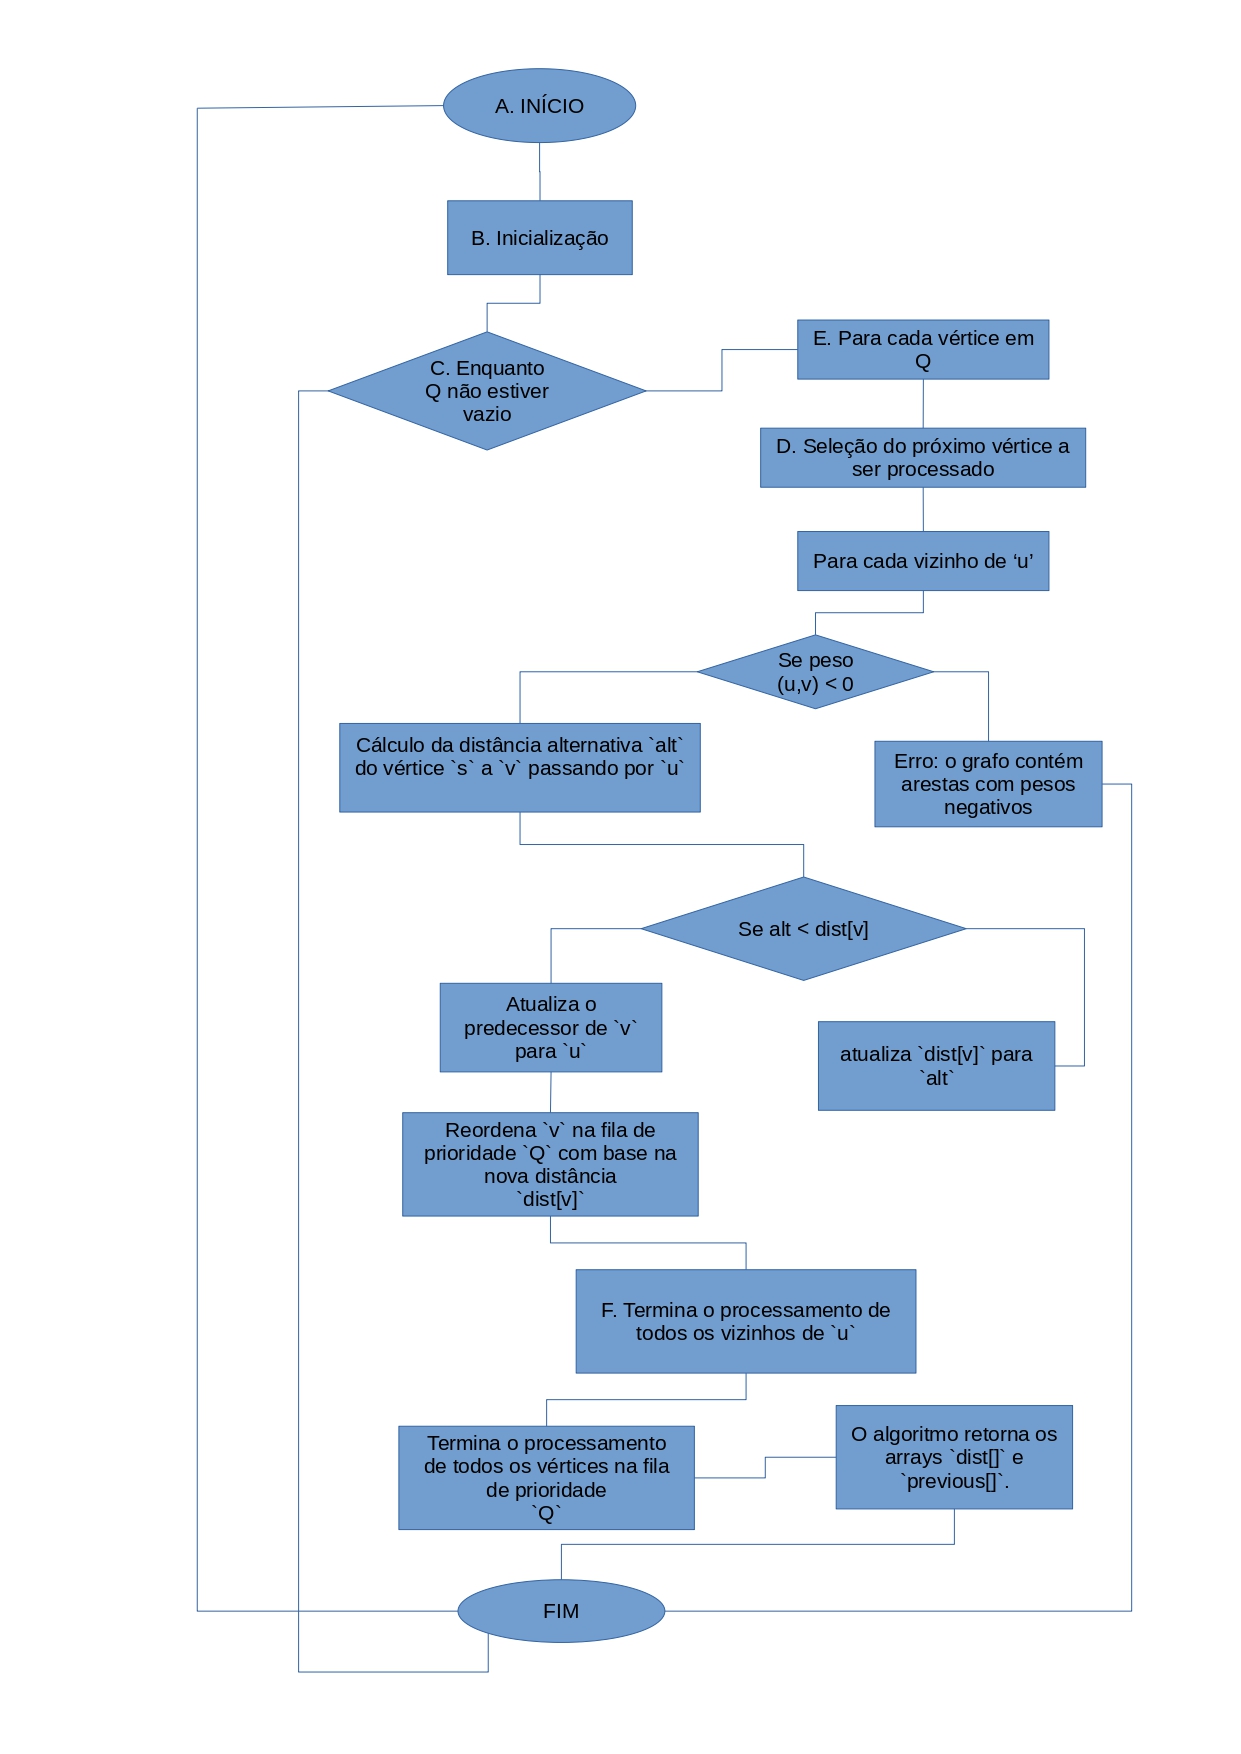 A. INÍCIO
B. Inicialização
C. Enquanto
Q não estiver
vazio
E. Para cada vértice em
Q
D. Seleção do próximo vértice a
ser processado
Para cada vizinho de ‘u’
Se peso
(u,v) < 0
Cálculo da distância alternativa `alt`
do vértice `s` a `v` passando por `u`
Erro: o grafo contém
arestas com pesos
negativos
Se alt < dist[v]
Atualiza o
predecessor de `v`
para `u`
atualiza `dist[v]` para
`alt`
Reordena `v` na fila de
prioridade `Q` com base na
nova distância
`dist[v]`
F. Termina o processamento de
todos os vizinhos de `u`
Termina o processamento
de todos os vértices na fila
de prioridade
`Q`
O algoritmo retorna os
arrays `dist[]` e
`previous[]`.
FIM